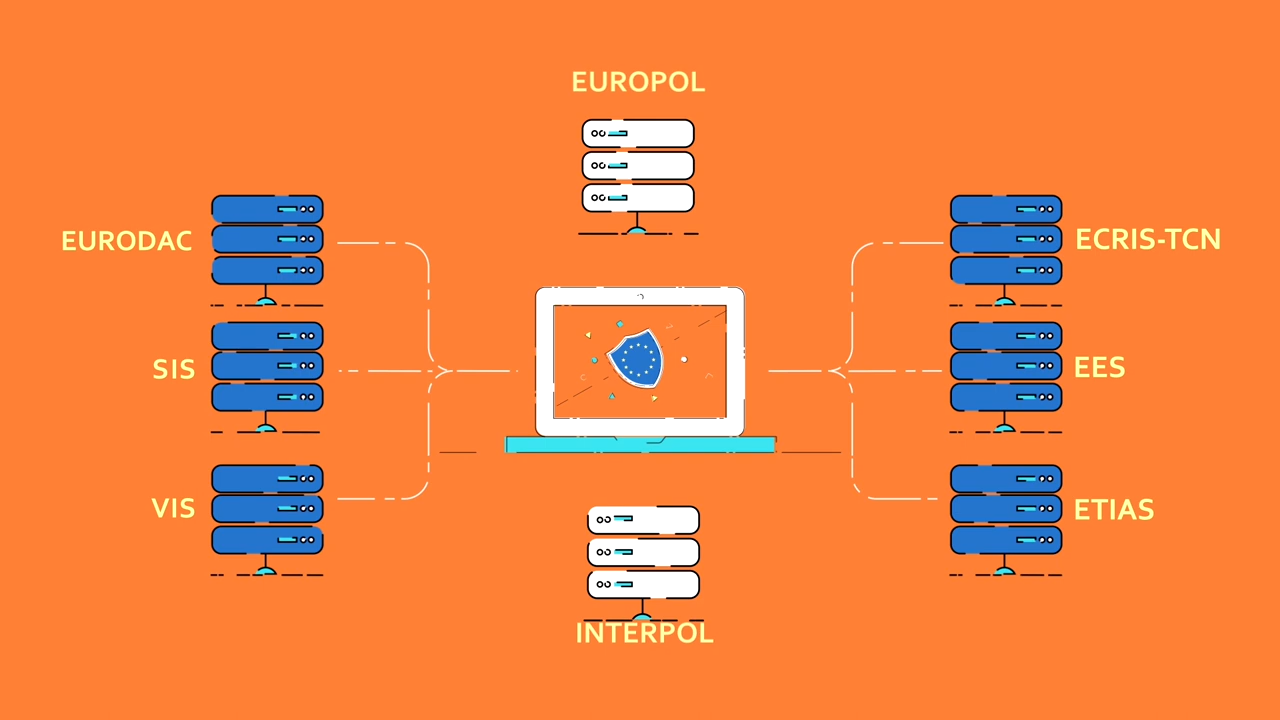 EUROPOL
EURODAC
ECRIS-TCN
SIS
EES
VIS
ETIAS
INTERPOL